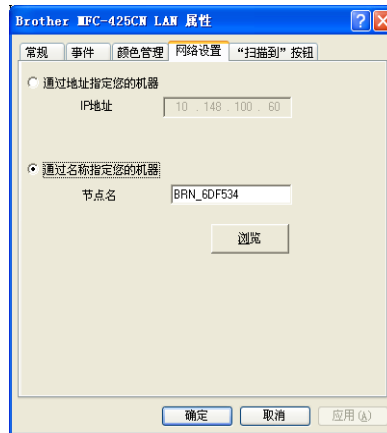 Brother MFC-425CN LAN 属性
常规 事件 颜色管理 网络设置 “扫描到”按钮
通过地址指定您的机器
IP地址 10 . 148 . 100 . 60
通过名称指定您的机器
节点名 BRN_6DF534
浏览
确定 取消 应用(A)